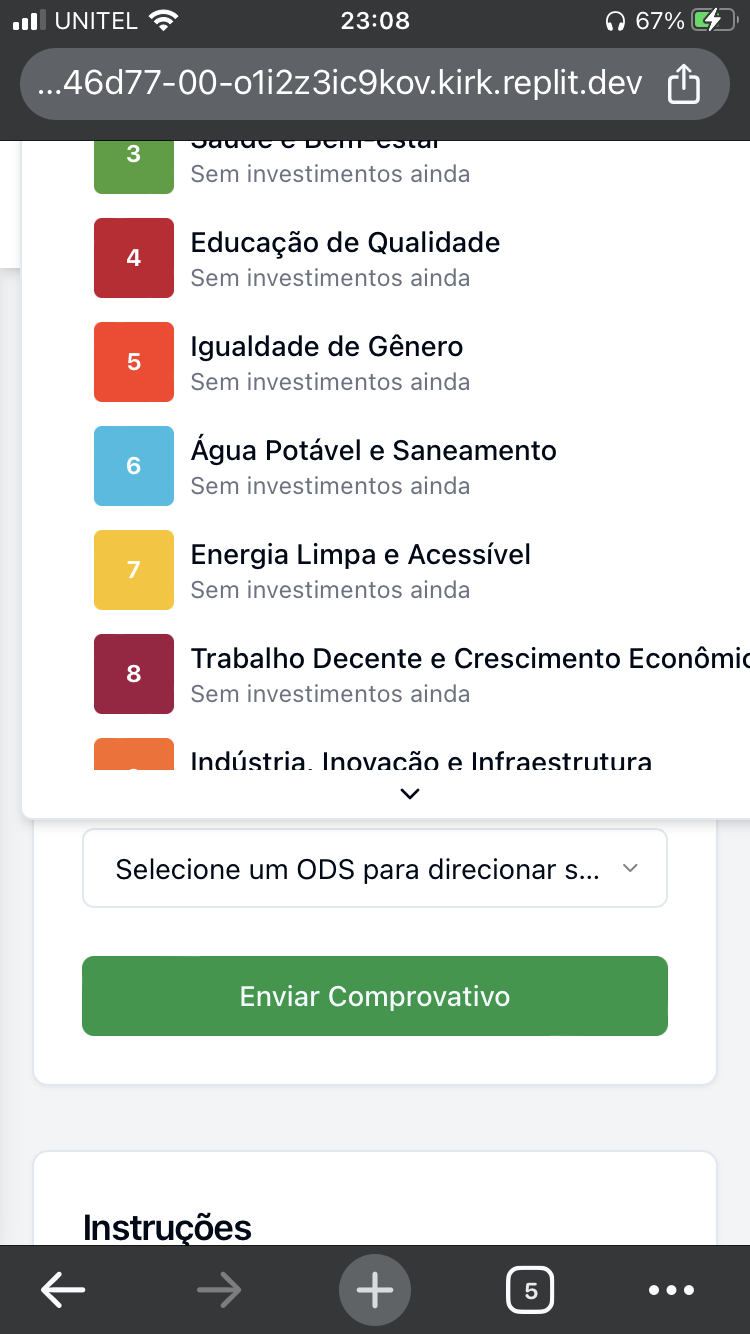 UNITEL
23:08
67%
...46d77-00-o1i2z3ic9kov.kirk.replit.dev
3
Saúde e Bem-estar
Sem investimentos ainda
4
Educação de Qualidade
Sem investimentos ainda
5
Igualdade de Gênero
Sem investimentos ainda
6
Água Potável e Saneamento
Sem investimentos ainda
7
Energia Limpa e Acessível
Sem investimentos ainda
8
Trabalho Decente e Crescimento Econômic
Sem investimentos ainda
Indústria, Inovação e Infraestrutura
Selecione um ODS para direcionar s...
Enviar Comprovativo
Instruções
5